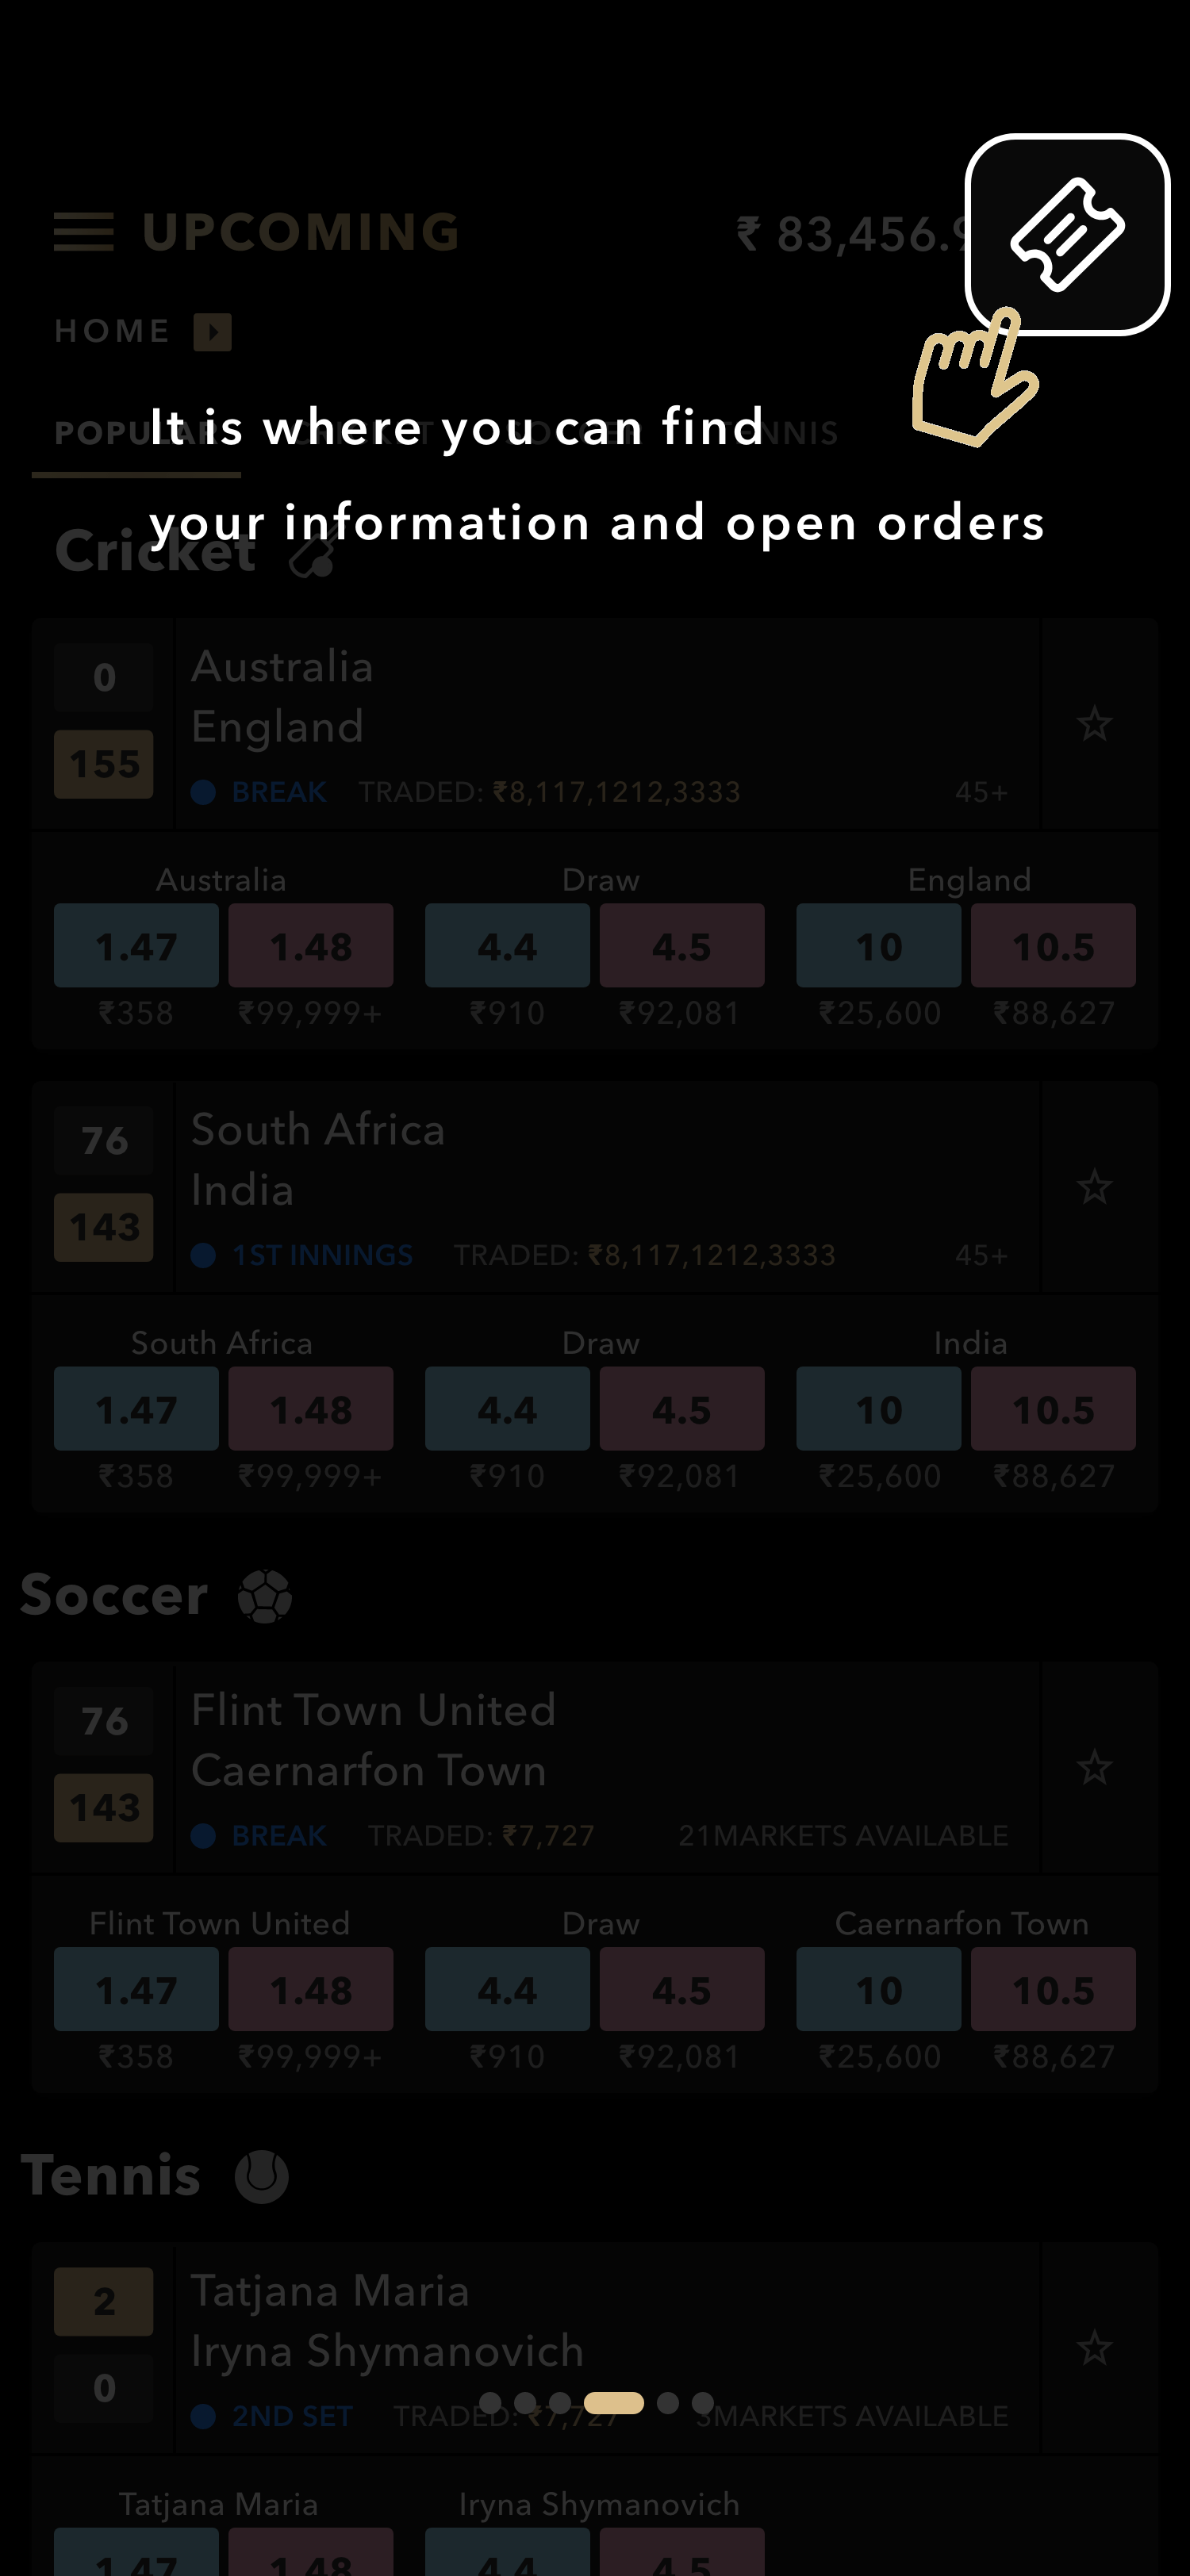 UPCOMING
₹ 83,456.9
HOME
POPULAR CRICKET SOCCER TENNIS
It is where you can find
your information and open orders
Cricket
0
155
Australia
England
BREAK TRADED: ₹8,117,1212,3333 45+
Australia Draw England
1.47 1.48 4.4 4.5 10 10.5
₹358 ₹99,999+ ₹910 ₹92,081 ₹25,600 ₹88,627
76
143
South Africa
India
1ST INNINGS TRADED: ₹8,117,1212,3333 45+
South Africa Draw India
1.47 1.48 4.4 4.5 10 10.5
₹358 ₹99,999+ ₹910 ₹92,081 ₹25,600 ₹88,627
Soccer
76
143
Flint Town United
Caernarfon Town
BREAK TRADED: ₹7,727 21MARKETS AVAILABLE
Flint Town United Draw Caernarfon Town
1.47 1.48 4.4 4.5 10 10.5
₹358 ₹99,999+ ₹910 ₹92,081 ₹25,600 ₹88,627
Tennis
2
0
Tatjana Maria
Iryna Shymanovich
2ND SET TRADED: ₹7,727 3MARKETS AVAILABLE
Tatjana Maria Iryna Shymanovich
1.47 1.48 4.4 4.5